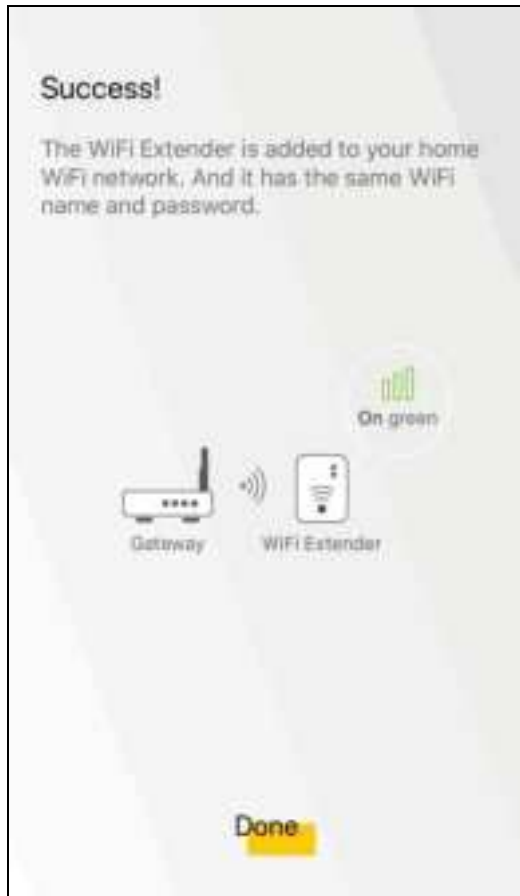 Success!
The WiFi Extender is added to your home
WiFi network. And it has the same WiFi
name and password.
On green
Gateway
WiFi Extender
Done